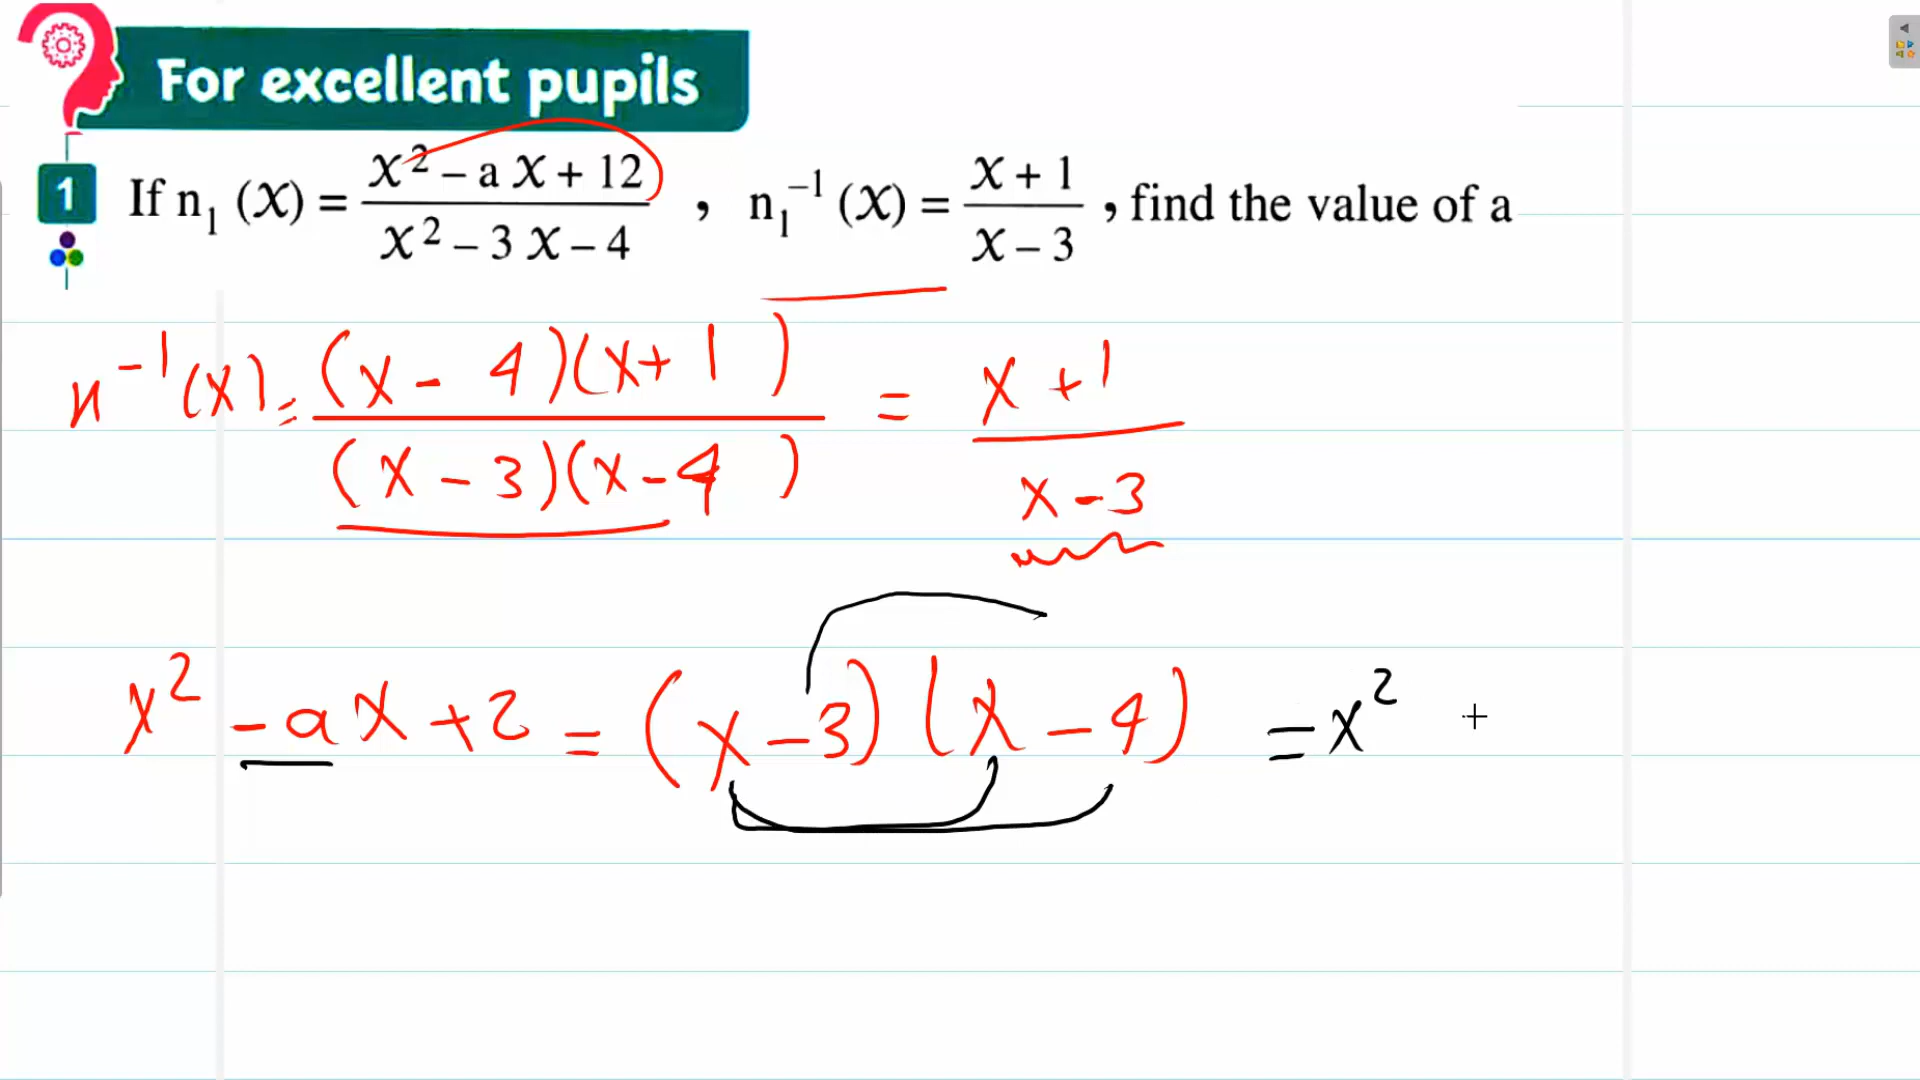 For excellent pupils
1 If n₁ (X) = (X² – a X + 12)/(X² – 3 X – 4) , n₁⁻¹ (X) = (X + 1)/(X – 3) , find the value of a
n⁻¹(x) = ((x – 4)(x + 1))/((x – 3)(x – 4)) = (x + 1)/(x – 3)
x² – ax + 2 = (x – 3)(x – 4) = x²